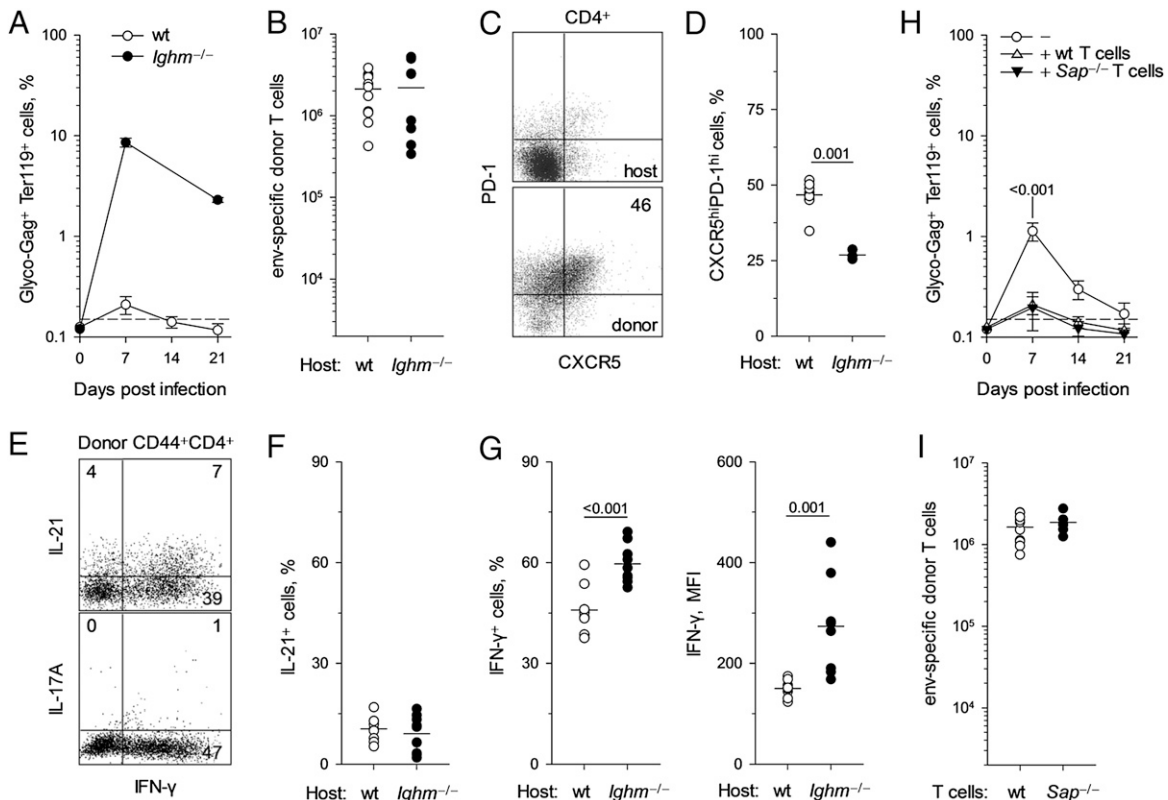 A
Glyco-Gag⁺ Ter119⁺ cells, %
100
10
1
0.1
wt
Ighm⁻/⁻
0
7
14
21
Days post infection
B
env-specific donor T cells
10⁷
10⁶
10⁵
10⁴
Host: wt Ighm⁻/⁻
C
CD4⁺
PD-1
host
46
donor
CXCR5
D
CXCR5ʰⁱPD-1ʰⁱ cells, %
100
75
50
25
0
0.001
Host: wt Ighm⁻/⁻
H
Glyco-Gag⁺ Ter119⁺ cells, %
100
10
1
0.1
–
+ wt T cells
+ Sap⁻/⁻ T cells
<0.001
0
7
14
21
Days post infection
E
Donor CD44⁺CD4⁺
IL-21
4
7
39
IL-17A
0
1
47
IFN-γ
F
IL-21⁺ cells, %
90
60
30
0
Host: wt Ighm⁻/⁻
G
IFN-γ⁺ cells, %
90
60
30
0
<0.001
Host: wt Ighm⁻/⁻
IFN-γ, MFI
600
400
200
0
0.001
Host: wt Ighm⁻/⁻
I
env-specific donor T cells
10⁷
10⁶
10⁵
10⁴
T cells: wt Sap⁻/⁻